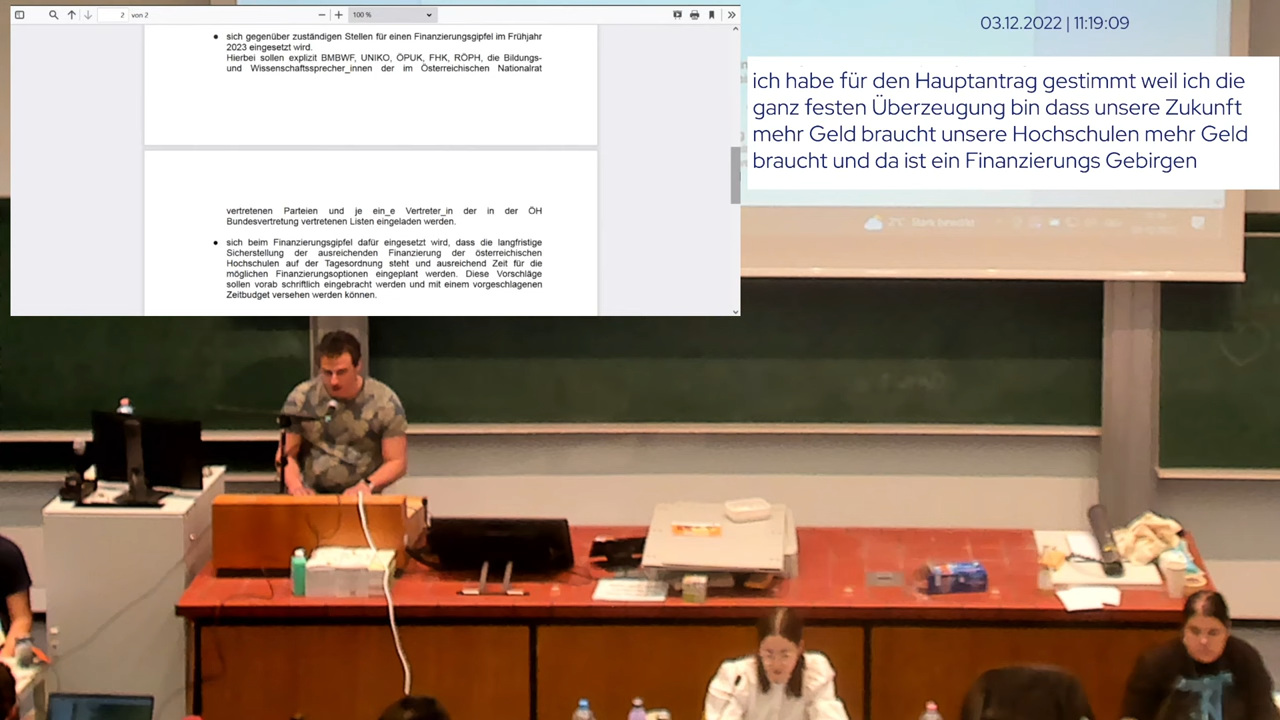 2 von 2
100 %
sich gegenüber zuständigen Stellen für einen Finanzierungsgipfel im Frühjahr
2023 eingesetzt wird.
Hierbei sollen explizit BMBWF, UNIKO, ÖPUK, FHK, RÖPH, die Bildungs-
und Wissenschaftssprecher_innen der im Österreichischen Nationalrat
vertretenen Parteien und je ein_e Vertreter_in der in der ÖH
Bundesvertretung vertretenen Listen eingeladen werden.
sich beim Finanzierungsgipfel dafür eingesetzt wird, dass die langfristige
Sicherstellung der ausreichenden Finanzierung der österreichischen
Hochschulen auf der Tagesordnung steht und ausreichend Zeit für die
möglichen Finanzierungsoptionen eingeplant werden. Diese Vorschläge
sollen vorab schriftlich eingebracht werden und mit einem vorgeschlagenen
Zeitbudget versehen werden können.
03.12.2022 | 11:19:09
ich habe für den Hauptantrag gestimmt weil ich die
ganz festen Überzeugung bin dass unsere Zukunft
mehr Geld braucht unsere Hochschulen mehr Geld
braucht und da ist ein Finanzierungs Gebirgen
2°C Stark bewölkt